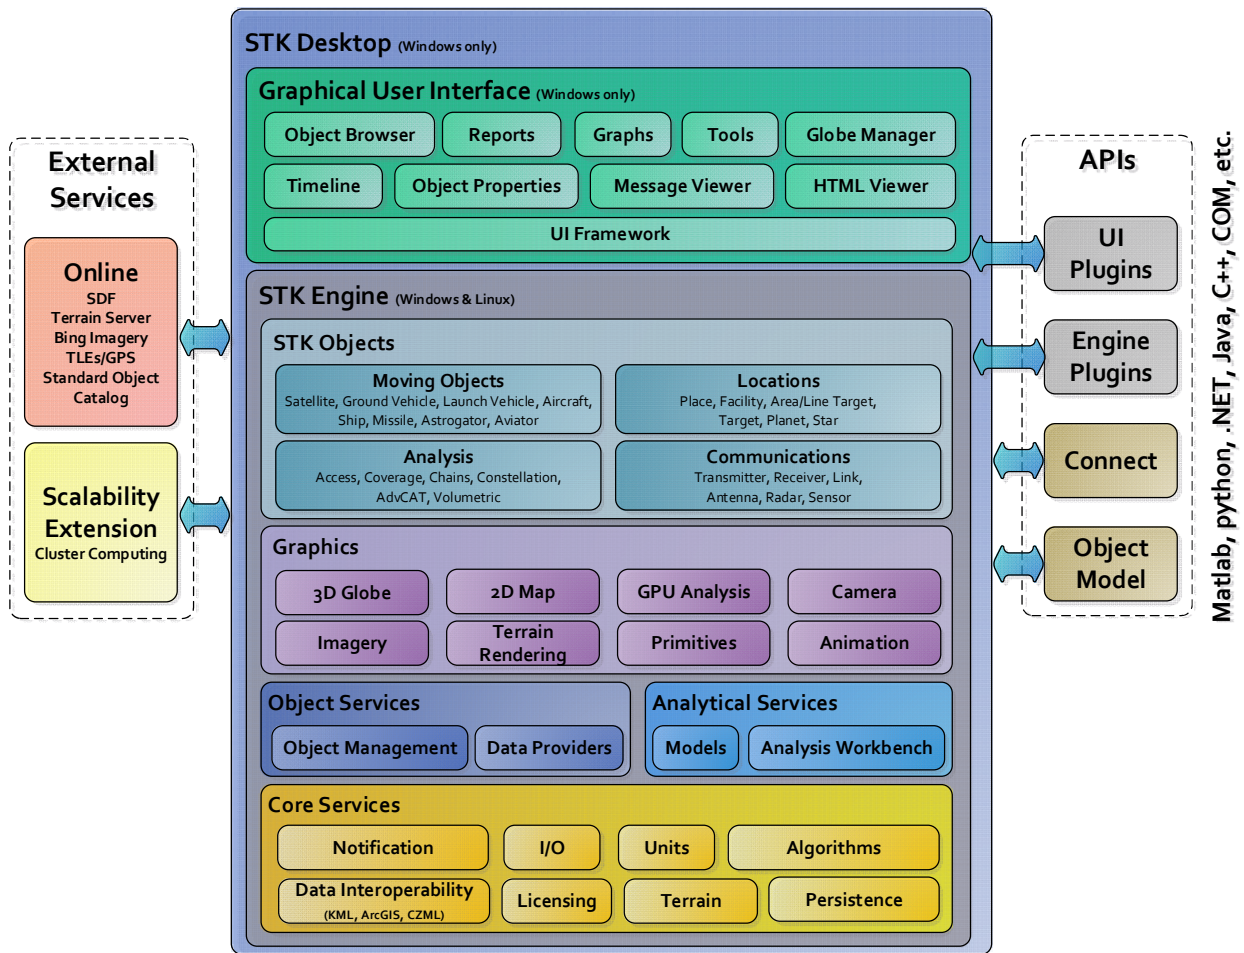 STK Desktop (Windows only)
Graphical User Interface (Windows only)
Object Browser
Reports
Graphs
Tools
Globe Manager
Timeline
Object Properties
Message Viewer
HTML Viewer
UI Framework
External
Services
Online
SDF
Terrain Server
Bing Imagery
TLEs/GPS
Standard Object
Catalog
Scalability
Extension
Cluster Computing
STK Engine (Windows & Linux)
STK Objects
Moving Objects
Satellite, Ground Vehicle, Launch Vehicle, Aircraft,
Ship, Missile, Astrogator, Aviator
Locations
Place, Facility, Area/Line Target,
Target, Planet, Star
Analysis
Access, Coverage, Chains, Constellation,
AdvCAT, Volumetric
Communications
Transmitter, Receiver, Link,
Antenna, Radar, Sensor
Graphics
3D Globe
2D Map
GPU Analysis
Camera
Imagery
Terrain
Rendering
Primitives
Animation
Object Services
Object Management
Data Providers
Analytical Services
Models
Analysis Workbench
Core Services
Notification
I/O
Units
Algorithms
Data Interoperability
(KML, ArcGIS, CZML)
Licensing
Terrain
Persistence
APIs
UI
Plugins
Engine
Plugins
Connect
Object
Model
Matlab, python, .NET, Java, C++, COM, etc.